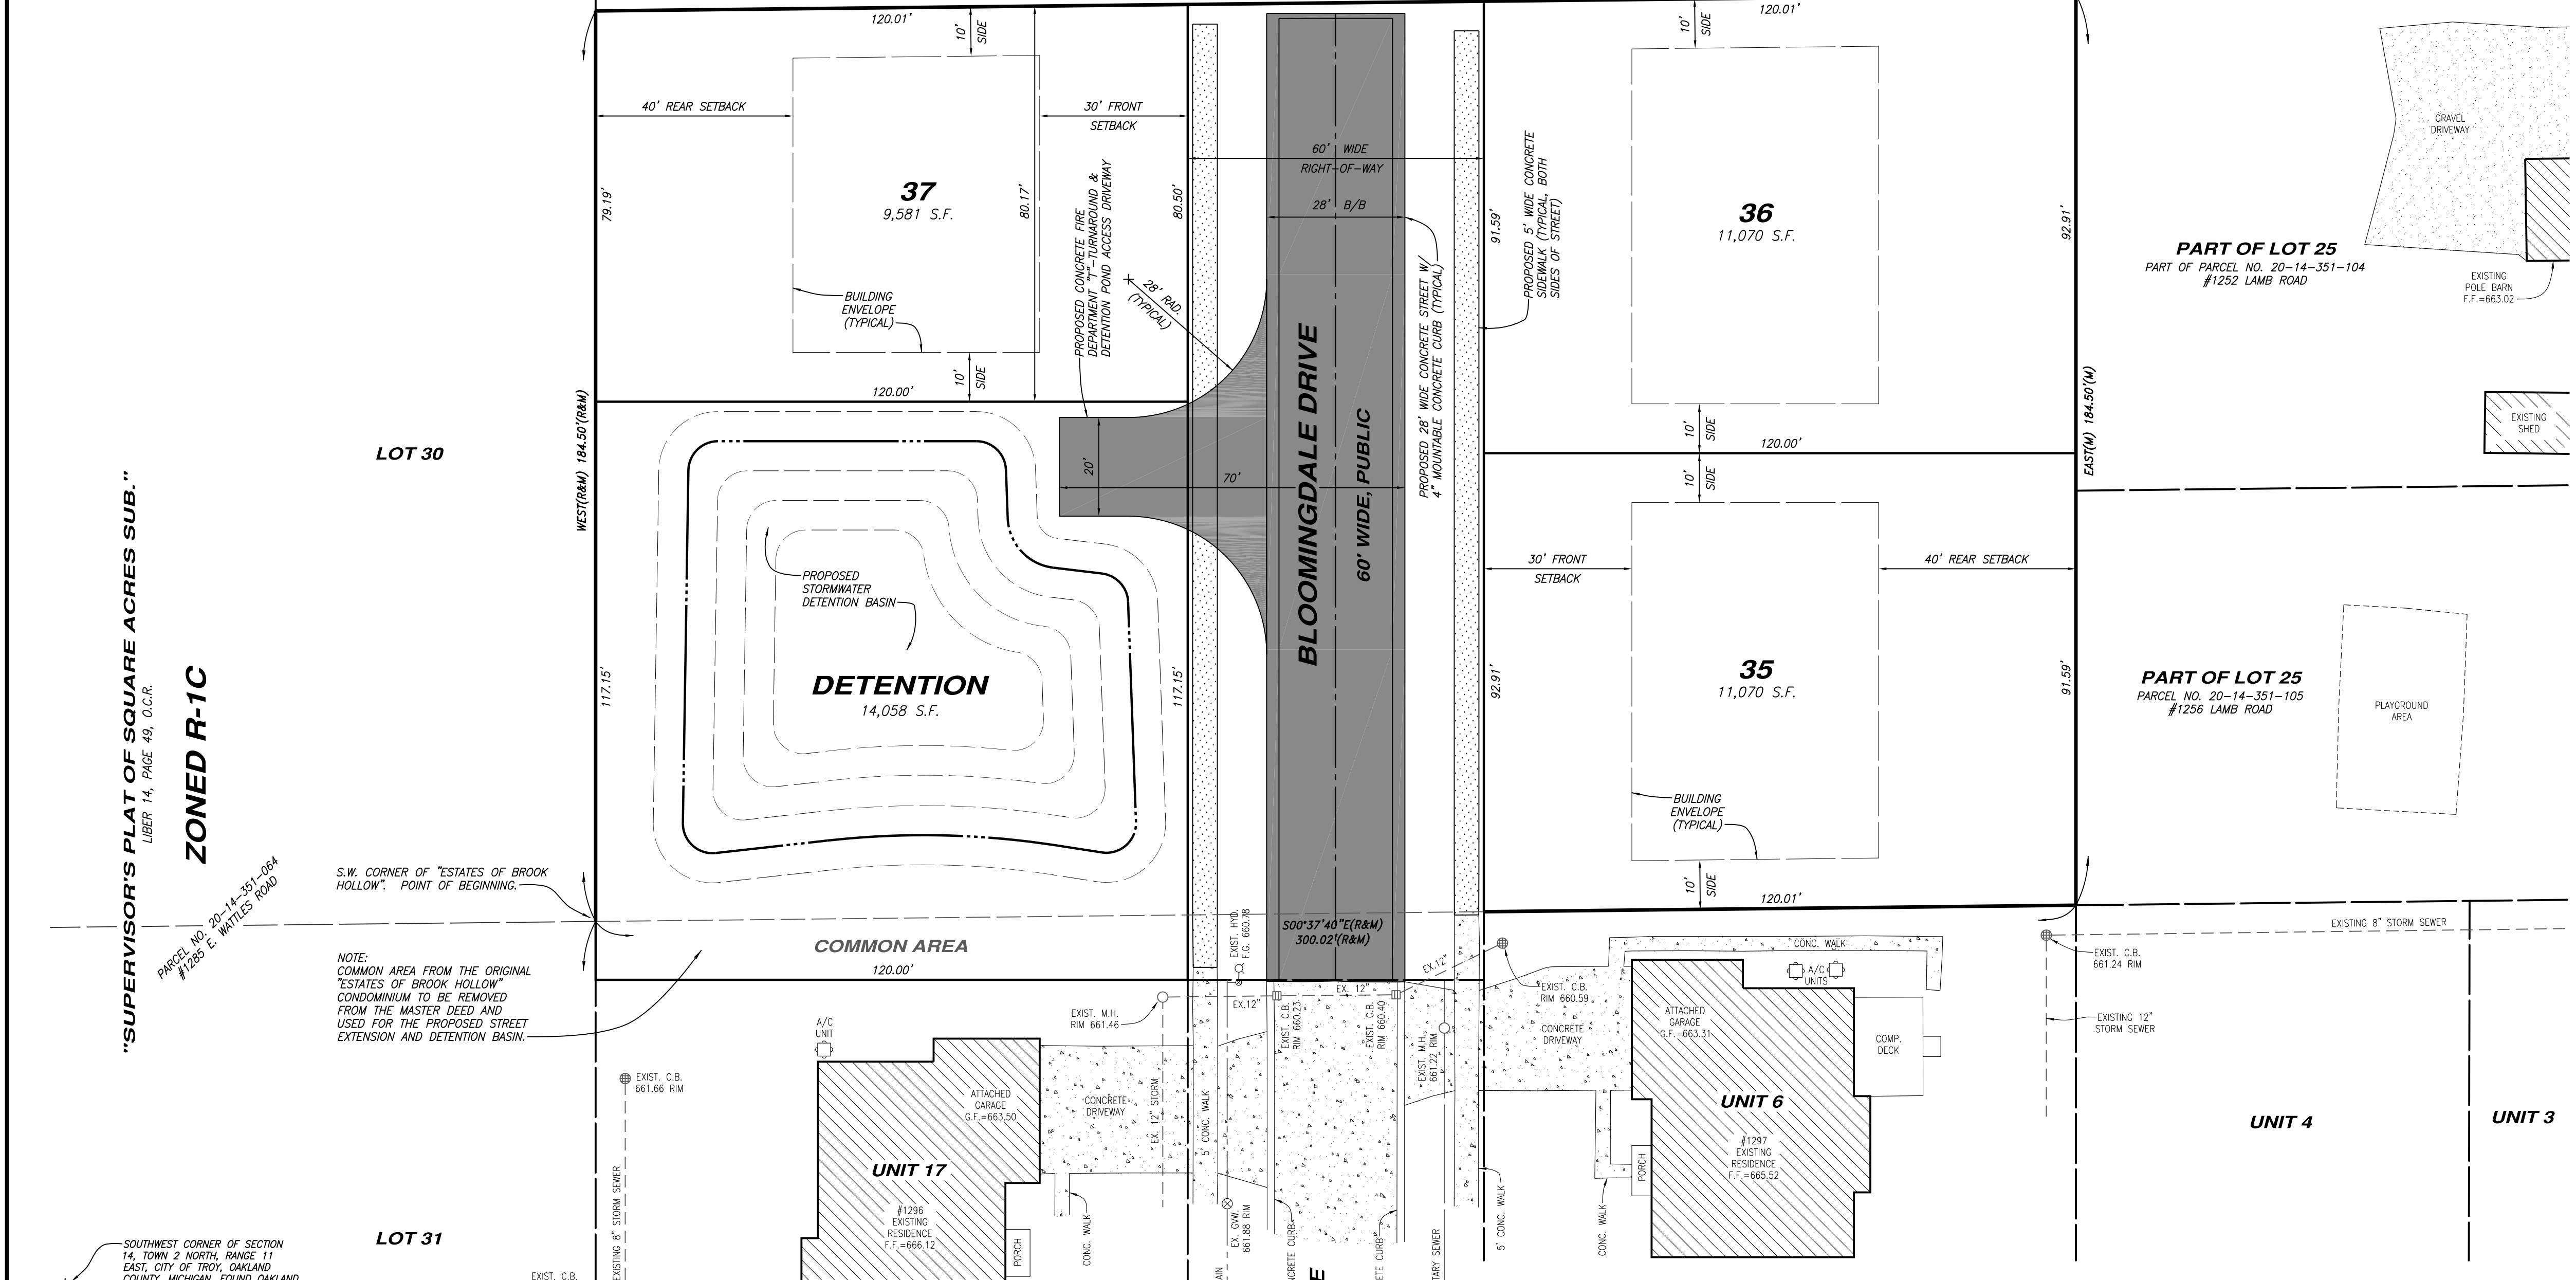 120.01'
10'
SIDE
10'
SIDE
120.01'
40' REAR SETBACK
30' FRONT
SETBACK
37
9,581 S.F.
79.19'
80.17'
80.50'
BUILDING
ENVELOPE
(TYPICAL)
10'
SIDE
120.00'
PROPOSED CONCRETE FIRE
DEPARTMENT "T"-TURNAROUND &
DETENTION POND ACCESS DRIVEWAY
28' RAD.
(TYPICAL)
60' WIDE
RIGHT-OF-WAY
28' B/B
BLOOMINGDALE DRIVE
60' WIDE, PUBLIC
PROPOSED 28' WIDE CONCRETE STREET W/
4" MOUNTABLE CONCRETE CURB (TYPICAL)
PROPOSED 5' WIDE CONCRETE
SIDEWALK (TYPICAL, BOTH
SIDES OF STREET)
91.59'
36
11,070 S.F.
92.91'
10'
SIDE
120.00'
10'
SIDE
EAST(M) 184.50'(M)
GRAVEL
DRIVEWAY
PART OF LOT 25
PART OF PARCEL NO. 20-14-351-104
#1252 LAMB ROAD
EXISTING
POLE BARN
F.F.=663.02
EXISTING
SHED
LOT 30
WEST(R&M) 184.50'(R&M)
20'
70'
"SUPERVISOR'S PLAT OF SQUARE ACRES SUB."
LIBER 14, PAGE 49, O.C.R.
ZONED R-1C
PARCEL NO. 20-14-351-064
#1285 E. WATTLES ROAD
PROPOSED
STORMWATER
DETENTION BASIN
DETENTION
14,058 S.F.
117.15'
117.15'
30' FRONT
SETBACK
40' REAR SETBACK
35
11,070 S.F.
92.91'
91.59'
BUILDING
ENVELOPE
(TYPICAL)
10'
SIDE
120.01'
PART OF LOT 25
PARCEL NO. 20-14-351-105
#1256 LAMB ROAD
PLAYGROUND
AREA
S.W. CORNER OF "ESTATES OF BROOK
HOLLOW". POINT OF BEGINNING.
NOTE:
COMMON AREA FROM THE ORIGINAL
"ESTATES OF BROOK HOLLOW"
CONDOMINIUM TO BE REMOVED
FROM THE MASTER DEED AND
USED FOR THE PROPOSED STREET
EXTENSION AND DETENTION BASIN.
COMMON AREA
120.00'
EXIST. HYD.
F.G. 660.78
S00°37'40"E(R&M)
300.02'(R&M)
EX.12"
EX. 12"
EX.12"
EXIST. M.H.
RIM 661.46
EXIST. C.B.
RIM 660.23
EXIST. C.B.
RIM 660.40
EXIST. M.H.
661.22 RIM
EXIST. C.B.
RIM 660.59
CONC. WALK
A/C
UNITS
EXISTING 8" STORM SEWER
EXIST. C.B.
661.24 RIM
EXISTING 12"
STORM SEWER
ATTACHED
GARAGE
G.F.=663.31
CONCRETE
DRIVEWAY
COMP.
DECK
UNIT 6
#1297
EXISTING
RESIDENCE
F.F.=665.52
PORCH
CONC. WALK
5' CONC. WALK
UNIT 4
UNIT 3
A/C
UNIT
EXIST. C.B.
661.66 RIM
ATTACHED
GARAGE
G.F.=663.50
CONCRETE
DRIVEWAY
EX. 12" STORM
5' CONC. WALK
UNIT 17
#1296
EXISTING
RESIDENCE
F.F.=666.12
PORCH
CONC. WALK
EX. GVW.
661.88 RIM
EXISTING 8" STORM SEWER
LOT 31
SOUTHWEST CORNER OF SECTION
14, TOWN 2 NORTH, RANGE 11
EAST, CITY OF TROY, OAKLAND
COUNTY, MICHIGAN. FOUND OAKLAND
EXIST. C.B.